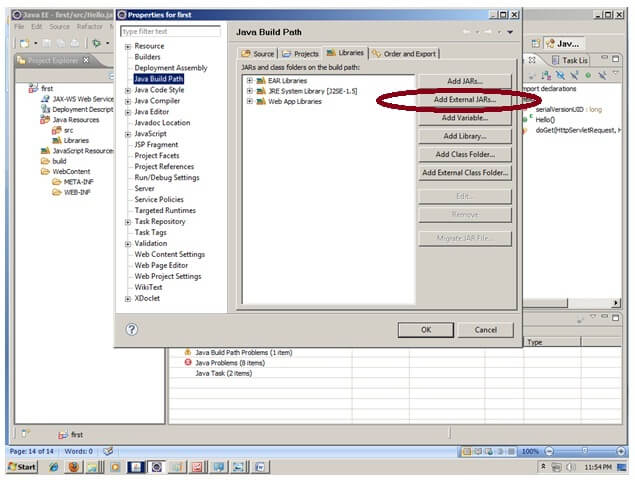 Java EE - first/src/Hello.ja
File Edit Source Refactor
Project Explorer
first
JAX-WS Web Service
Deployment Descript
Java Resources
src
Libraries
JavaScript Resources
build
WebContent
META-INF
WEB-INF
Properties for first
type filter text
Resource
Builders
Deployment Assembly
Java Build Path
Java Code Style
Java Compiler
Java Editor
Javadoc Location
JavaScript
JSP Fragment
Project Facets
Project References
Run/Debug Settings
Server
Service Policies
Targeted Runtimes
Task Repository
Task Tags
Validation
Web Content Settings
Web Page Editor
Web Project Settings
WikiText
XDoclet
Java Build Path
Source Projects Libraries Order and Export
JARs and class folders on the build path:
EAR Libraries
JRE System Library [J2SE-1.5]
Web App Libraries
Add JARs...
Add External JARs...
Add Variable...
Add Library...
Add Class Folder...
Add External Class Folder...
Edit...
Remove
Migrate JAR File...
OK Cancel
Jav...
Task Lis
port declarations
serialVersionUID : long
Hello()
doGet(HttpServletRequest, H
Type
Java Build Path Problems (1 item)
Java Problems (8 items)
Java Task (2 items)
first
Page: 14 of 14 Words: 0 100%
Start 11:54 PM